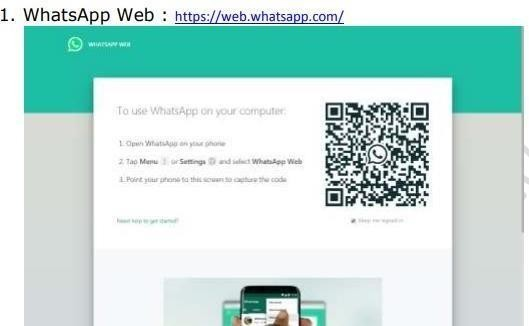 1. WhatsApp Web : https://web.whatsapp.com/
WHATSAPP WEB
To use WhatsApp on your computer:
1. Open WhatsApp on your phone
2. Tap Menu or Settings and select WhatsApp Web
3. Point your phone to this screen to capture the code
Need help to get started?
Keep me signed in